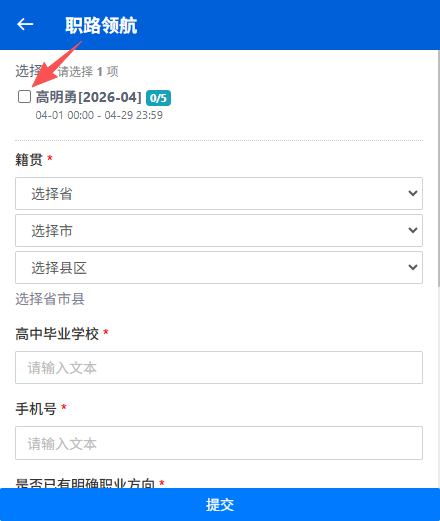 职路领航
选择 请选择 1 项
高明勇[2026-04] 0/5
04-01 00:00 - 04-29 23:59
籍贯 *
选择省
选择市
选择县区
选择省市县
高中毕业学校 *
请输入文本
手机号 *
请输入文本
是否已有明确职业方向 *
提交